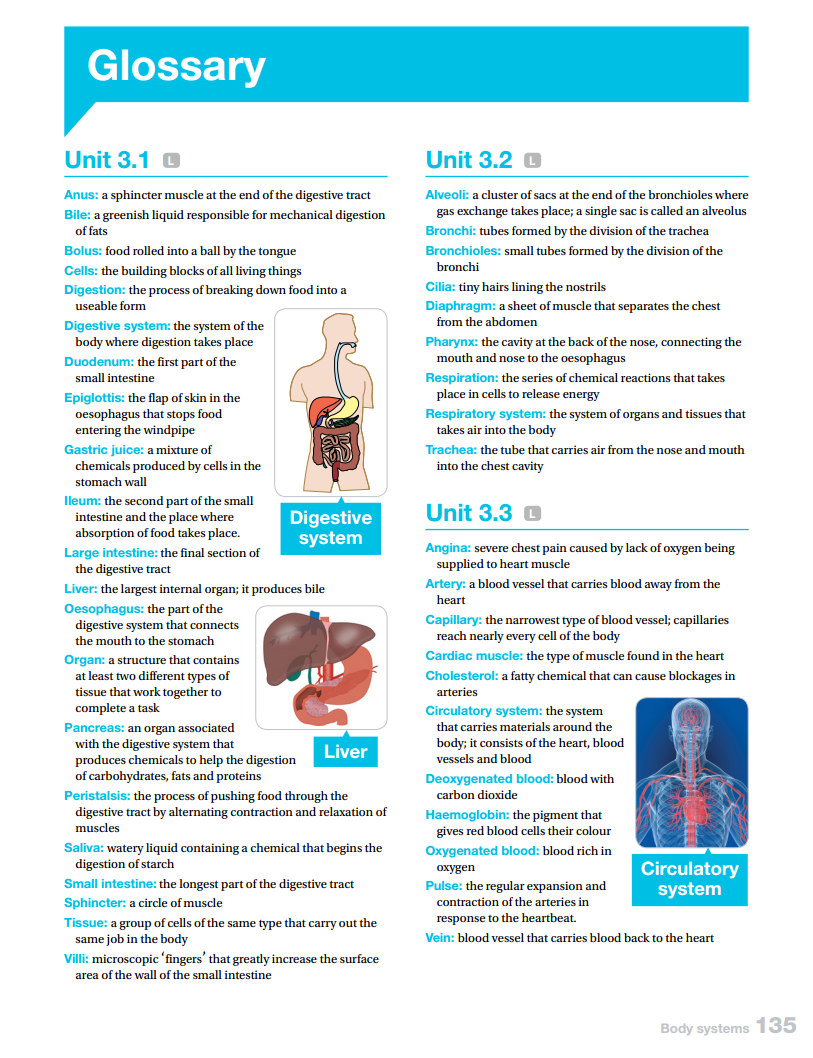 Glossary
Unit 3.1 L
Anus: a sphincter muscle at the end of the digestive tract
Bile: a greenish liquid responsible for mechanical digestion
of fats
Bolus: food rolled into a ball by the tongue
Cells: the building blocks of all living things
Digestion: the process of breaking down food into a
useable form
Digestive system: the system of the
body where digestion takes place
Duodenum: the first part of the
small intestine
Epiglottis: the flap of skin in the
oesophagus that stops food
entering the windpipe
Gastric juice: a mixture of
chemicals produced by cells in the
stomach wall
Ileum: the second part of the small
intestine and the place where
absorption of food takes place.
Large intestine: the final section of
the digestive tract
Liver: the largest internal organ; it produces bile
Oesophagus: the part of the
digestive system that connects
the mouth to the stomach
Organ: a structure that contains
at least two different types of
tissue that work together to
complete a task
Pancreas: an organ associated
with the digestive system that
produces chemicals to help the digestion
of carbohydrates, fats and proteins
Peristalsis: the process of pushing food through the
digestive tract by alternating contraction and relaxation of
muscles
Saliva: watery liquid containing a chemical that begins the
digestion of starch
Small intestine: the longest part of the digestive tract
Sphincter: a circle of muscle
Tissue: a group of cells of the same type that carry out the
same job in the body
Villi: microscopic ‘fingers’ that greatly increase the surface
area of the wall of the small intestine
Digestive
system
Liver
Unit 3.2 L
Alveoli: a cluster of sacs at the end of the bronchioles where
gas exchange takes place; a single sac is called an alveolus
Bronchi: tubes formed by the division of the trachea
Bronchioles: small tubes formed by the division of the
bronchi
Cilia: tiny hairs lining the nostrils
Diaphragm: a sheet of muscle that separates the chest
from the abdomen
Pharynx: the cavity at the back of the nose, connecting the
mouth and nose to the oesophagus
Respiration: the series of chemical reactions that takes
place in cells to release energy
Respiratory system: the system of organs and tissues that
takes air into the body
Trachea: the tube that carries air from the nose and mouth
into the chest cavity
Unit 3.3 L
Angina: severe chest pain caused by lack of oxygen being
supplied to heart muscle
Artery: a blood vessel that carries blood away from the
heart
Capillary: the narrowest type of blood vessel; capillaries
reach nearly every cell of the body
Cardiac muscle: the type of muscle found in the heart
Cholesterol: a fatty chemical that can cause blockages in
arteries
Circulatory system: the system
that carries materials around the
body; it consists of the heart, blood
vessels and blood
Deoxygenated blood: blood with
carbon dioxide
Haemoglobin: the pigment that
gives red blood cells their colour
Oxygenated blood: blood rich in
oxygen
Pulse: the regular expansion and
contraction of the arteries in
response to the heartbeat.
Vein: blood vessel that carries blood back to the heart
Circulatory
system
Body systems 135